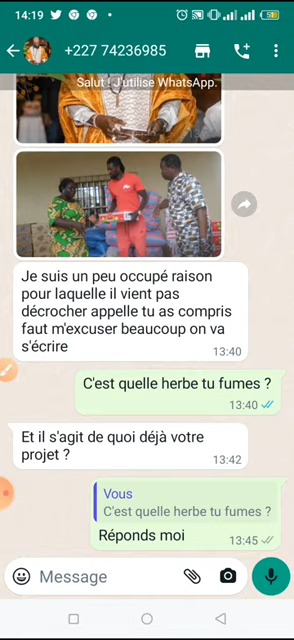 14:19
+227 74236985
Salut ! J'utilise WhatsApp.
Je suis un peu occupé raison
pour laquelle il vient pas
décrocher appelle tu as compris
faut m'excuser beaucoup on va
s'écrire
13:40
C'est quelle herbe tu fumes ?
13:40
Et il s'agit de quoi déjà votre
projet ?
13:42
Vous
C'est quelle herbe tu fumes ?
Réponds moi
13:45
Message